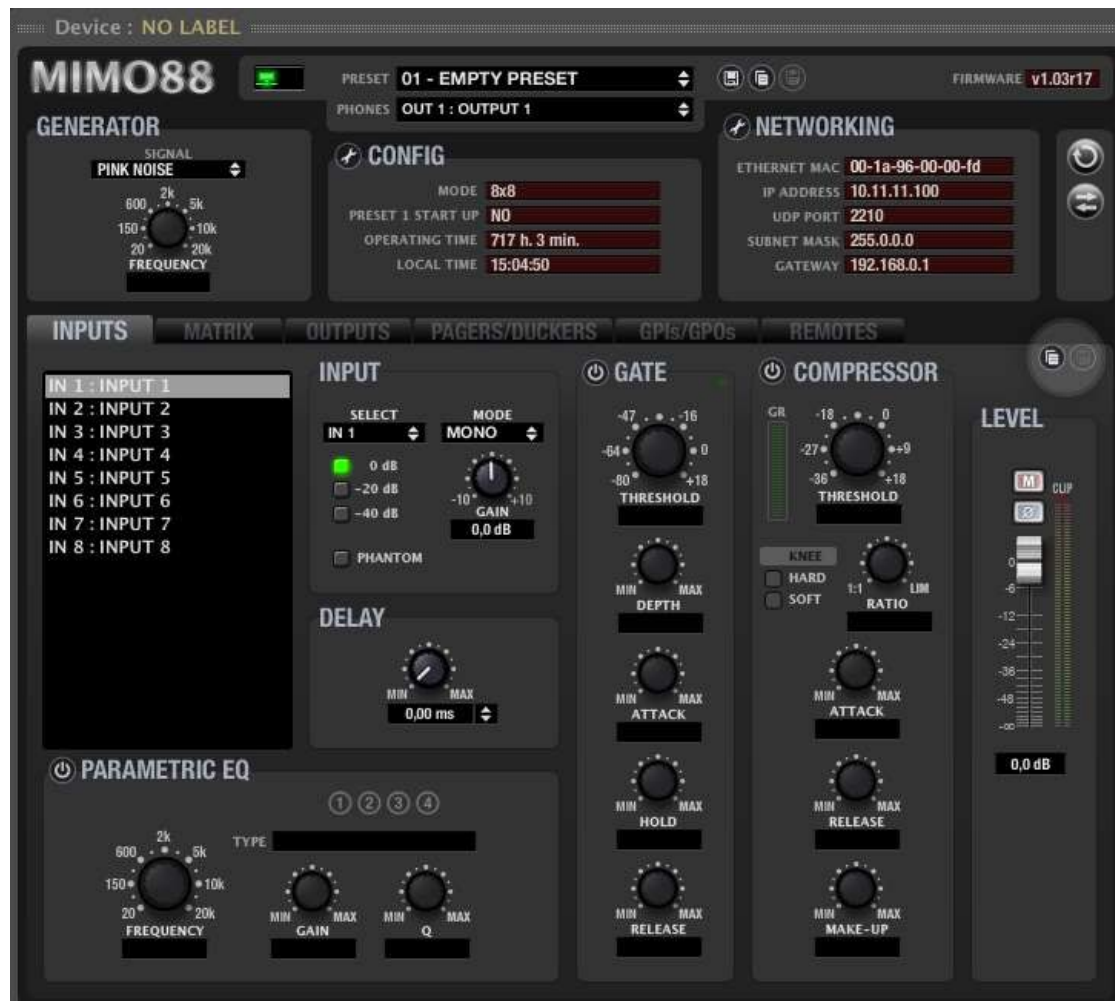 Device : NO LABEL
MIMO88
PRESET 01 - EMPTY PRESET
FIRMWARE v1.03r17
PHONES OUT 1 : OUTPUT 1
GENERATOR
SIGNAL
PINK NOISE
2k
600 5k
150 10k
20 20k
FREQUENCY
CONFIG
MODE 8x8
PRESET 1 START UP NO
OPERATING TIME 717 h. 3 min.
LOCAL TIME 15:04:50
NETWORKING
ETHERNET MAC 00-1a-96-00-00-fd
IP ADDRESS 10.11.11.100
UDP PORT 2210
SUBNET MASK 255.0.0.0
GATEWAY 192.168.0.1
INPUTS MATRIX OUTPUTS PAGERS/DUCKERS GPIs/GPOs REMOTES
IN 1 : INPUT 1
IN 2 : INPUT 2
IN 3 : INPUT 3
IN 4 : INPUT 4
IN 5 : INPUT 5
IN 6 : INPUT 6
IN 7 : INPUT 7
IN 8 : INPUT 8
INPUT
SELECT MODE
IN 1 MONO
0 dB
-20 dB
-40 dB
-10 +10
GAIN
0,0 dB
PHANTOM
DELAY
MIN MAX
0,00 ms
PARAMETRIC EQ
1 2 3 4
TYPE
2k
600 5k
150 10k
20 20k
FREQUENCY
MIN MAX
GAIN
MIN MAX
Q
GATE
-47 -16
-64 0
-80 +18
THRESHOLD
MIN MAX
DEPTH
MIN MAX
ATTACK
MIN MAX
HOLD
MIN MAX
RELEASE
COMPRESSOR
GR
-18 0
-27 +9
-36 +18
THRESHOLD
KNEE
HARD
SOFT
1:1 LIM
RATIO
MIN MAX
ATTACK
MIN MAX
RELEASE
MIN MAX
MAKE-UP
LEVEL
M
CLIP
Ø
0
-6
-12
-24
-36
-48
-∞
0,0 dB